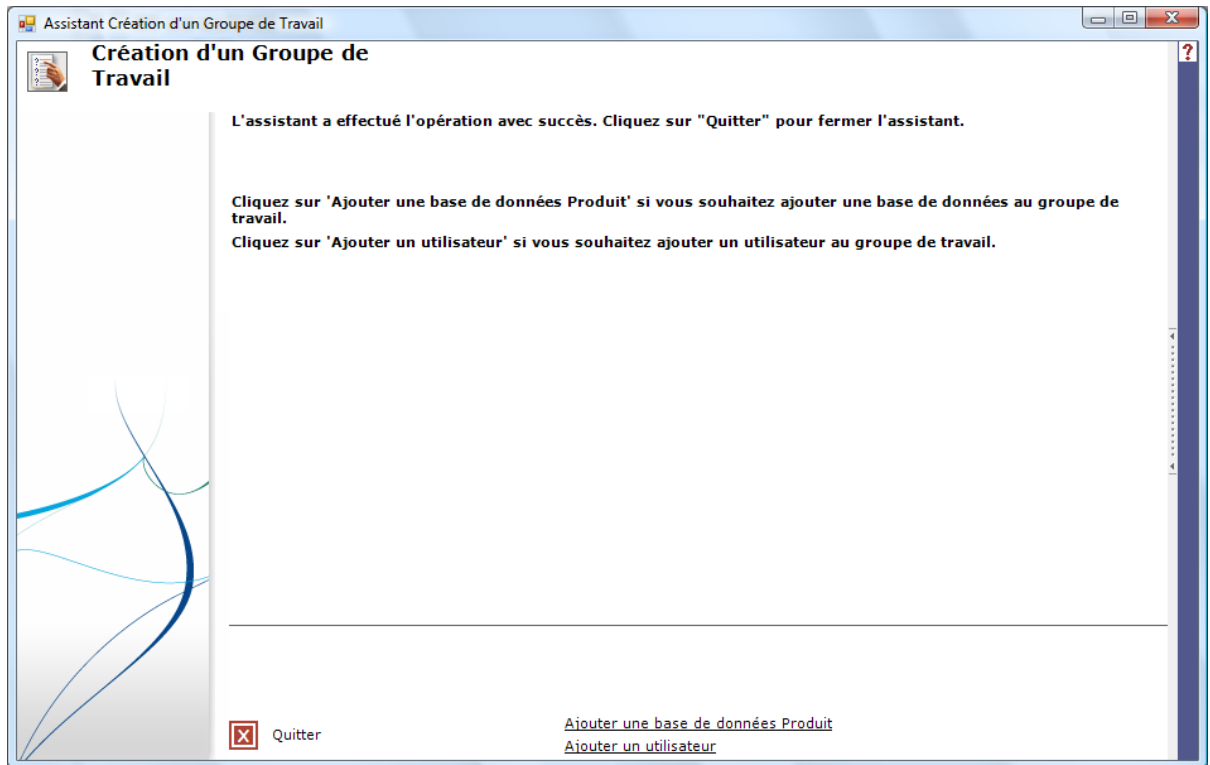 Assistant Création d'un Groupe de Travail
Création d'un Groupe de
Travail
?
L'assistant a effectué l'opération avec succès. Cliquez sur "Quitter" pour fermer l'assistant.
Cliquez sur 'Ajouter une base de données Produit' si vous souhaitez ajouter une base de données au groupe de
travail.
Cliquez sur 'Ajouter un utilisateur' si vous souhaitez ajouter un utilisateur au groupe de travail.
Quitter
Ajouter une base de données Produit
Ajouter un utilisateur